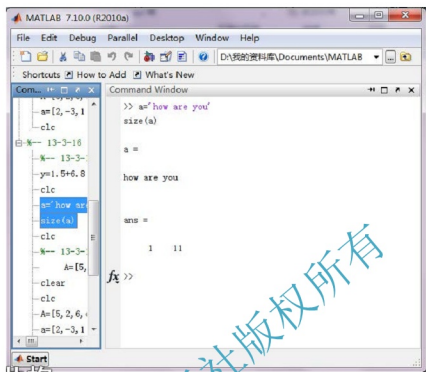 MATLAB 7.10.0 (R2010a)
File Edit Debug Parallel Desktop Window Help
D:\我的资料库\Documents\MATLAB
Shortcuts How to Add What's New
Com...
Command Window
a=[2,-3,1
clc
%-- 13-3-16
%-- 13-3-
y=1.5+6.8
clc
a='how are
size(a)
clc
%-- 13-3-
A=[5,
clear
clc
A=[5,2,6,
a=[2,-3,1
>> a='how are you'
size(a)
a =
how are you
ans =
1 11
fx >>
Start
社版权所有